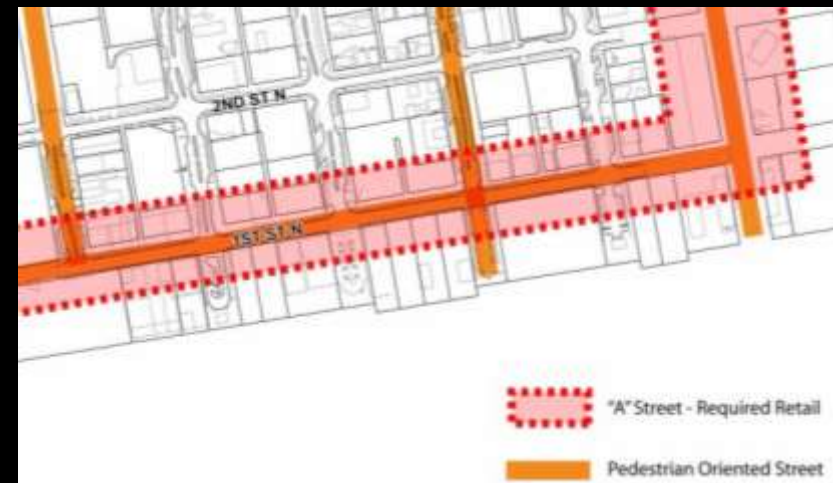 2ND ST N
1ST ST N
"A" Street - Required Retail
Pedestrian Oriented Street